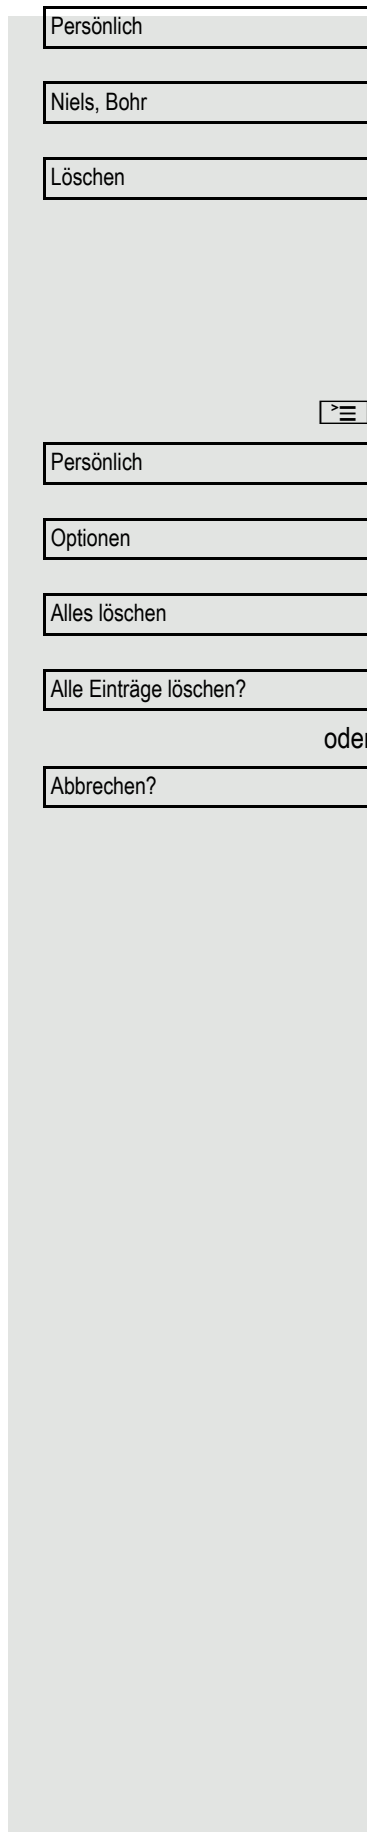 Persönlich
Niels, Bohr
Löschen
Persönlich
Optionen
Alles löschen
Alle Einträge löschen?
oder
Abbrechen?